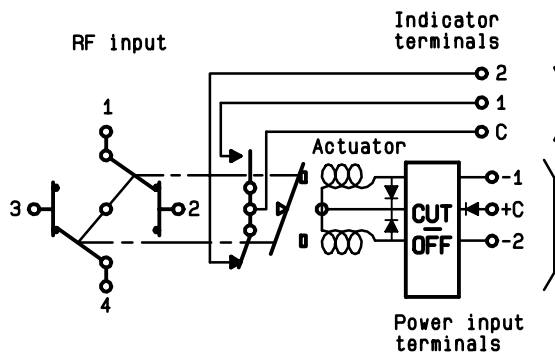 Indicator
terminals
RF input
2
1
1
C
Actuator
-1
3
2
CUT
OFF
+C
-2
4
Power input
terminals